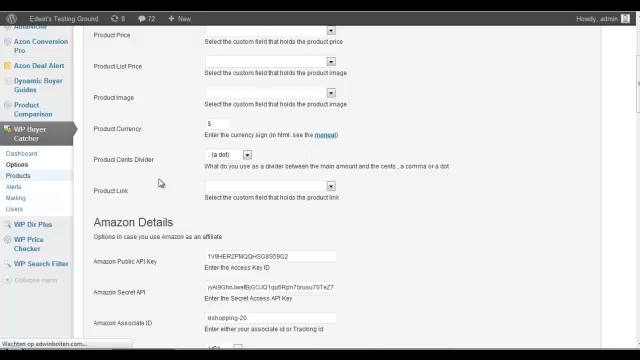 Edwin's Testing Ground
8
72
+ New
Howdy, admin
Azon Conversion
Pro
Azon Deal Alert
Dynamic Buyer
Guides
Product
Comparison
WP Buyer
Catcher
Dashboard
Options
Products
Alerts
Mailing
Users
WP Dir Plus
WP Price
Checker
WP Search Filter
Collapse menu
Product Price
Select the custom field that holds the product price
Product List Price
Select the custom field that holds the product image
Product Image
Select the custom field that holds the product image
Product Currency
$
Enter the currency sign (in html. see the manual)
Product Cents Divider
. (a dot)
What do you use as a divider between the main amount and the cents...a comma or a dot
Product Link
Select the custom field that holds the product link
Amazon Details
Options in case you use Amazon as an affiliate
Amazon Public API Key
Enter the Access Key ID
Amazon Secret API
Enter the Secret Access API Key
Amazon Associate ID
dshopping-20
Enter either your associate id or Tracking id
Wachten op edwinboiten.com...